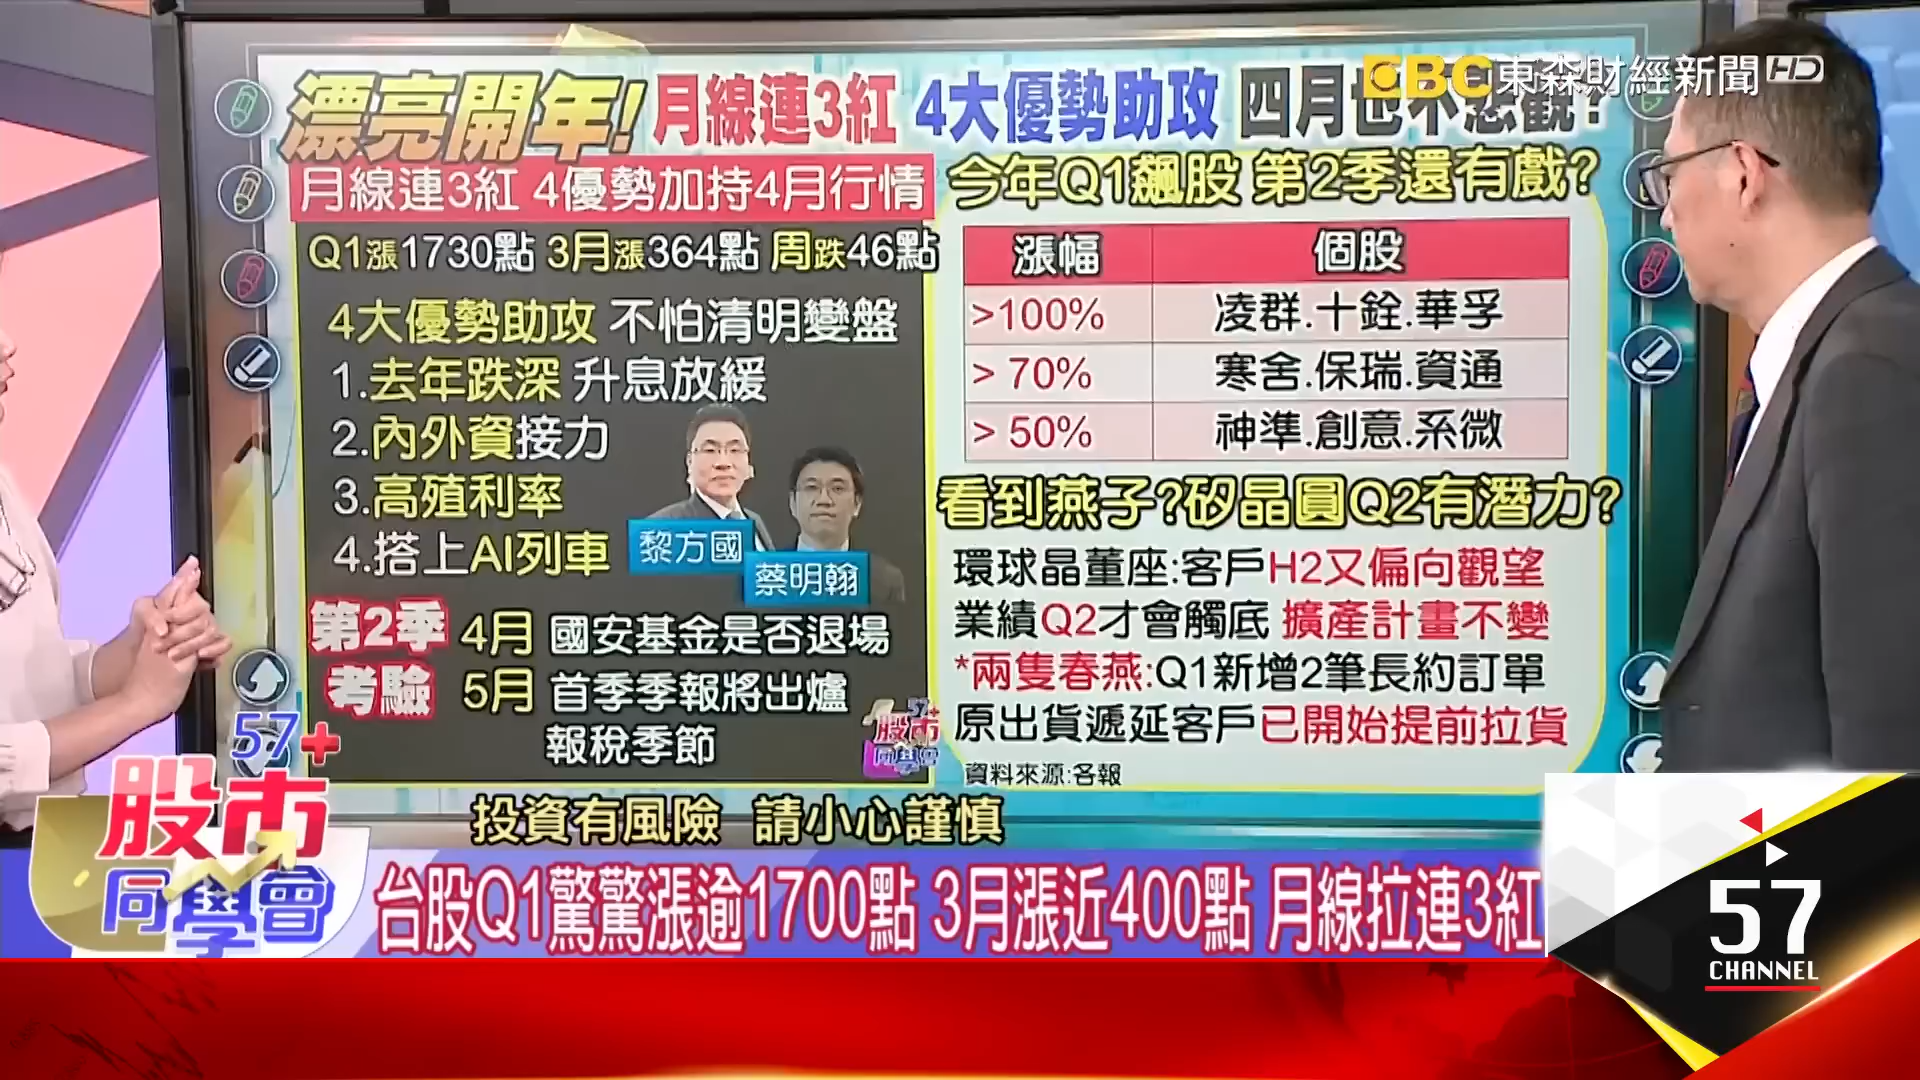 EBC東森財經新聞HD
漂亮開年! 月線連3紅 4大優勢助攻 四月也不悲觀?
月線連3紅 4優勢加持4月行情
Q1漲1730點 3月漲364點 周跌46點
4大優勢助攻 不怕清明變盤
1.去年跌深 升息放緩
2.內外資接力
3.高殖利率
4.搭上AI列車
黎方國
蔡明翰
第2季考驗
4月 國安基金是否退場
5月 首季季報將出爐
報稅季節
57+
股市
同學會
今年Q1飆股 第2季還有戲?
漲幅 個股
>100% 凌群.十銓.華孚
> 70% 寒舍.保瑞.資通
> 50% 神準.創意.系微
看到燕子?矽晶圓Q2有潛力?
環球晶董座:客戶H2又偏向觀望
業績Q2才會觸底 擴產計畫不變
*兩隻春燕:Q1新增2筆長約訂單
原出貨遞延客戶已開始提前拉貨
資料來源:各報
投資有風險 請小心謹慎
57+
股市
同學會
台股Q1驚驚漲逾1700點 3月漲近400點 月線拉連3紅
57
CHANNEL